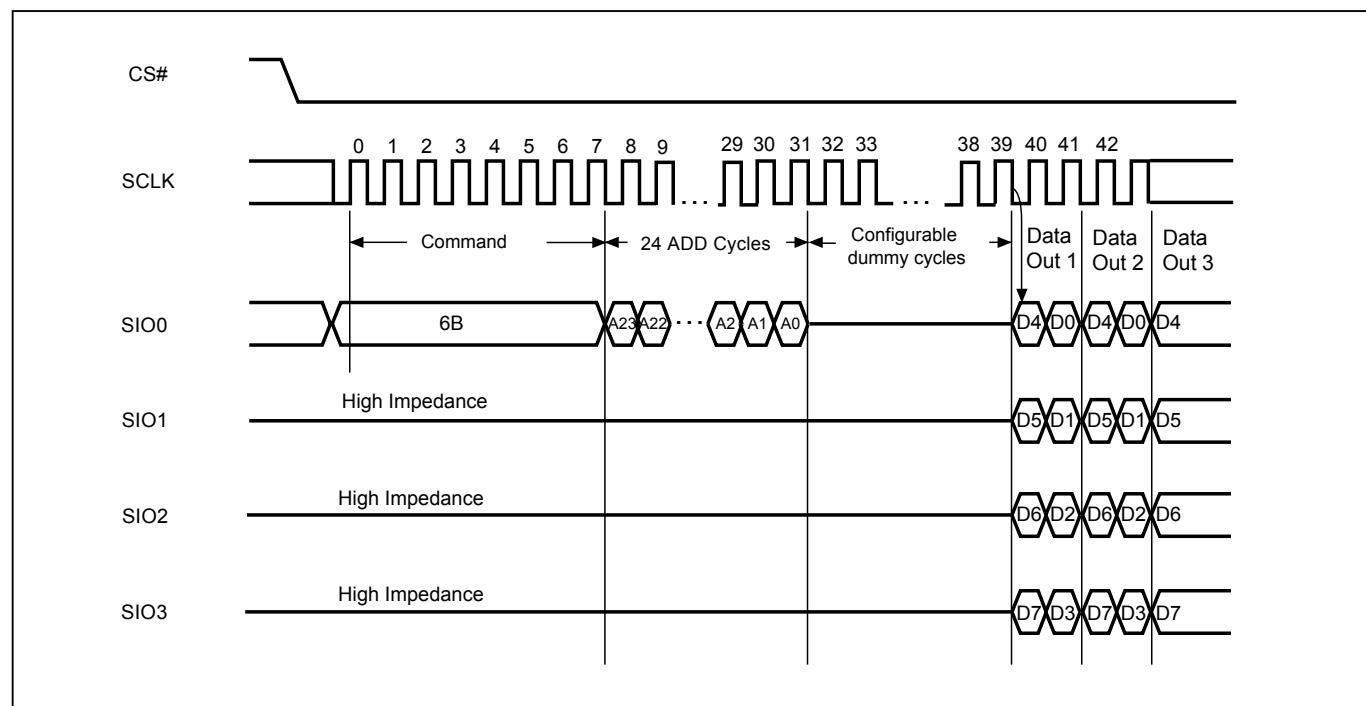 CS#
0 1 2 3 4 5 6 7 8 9 29 30 31 32 33 38 39 40 41 42
SCLK
...
...
Command
24 ADD Cycles
Configurable
dummy cycles
Data
Out 1
Data
Out 2
Data
Out 3
SIO0
6B
A23 A22 ... A2 A1 A0
D4 D0 D4 D0 D4
High Impedance
SIO1
D5 D1 D5 D1 D5
High Impedance
SIO2
D6 D2 D6 D2 D6
High Impedance
SIO3
D7 D3 D7 D3 D7